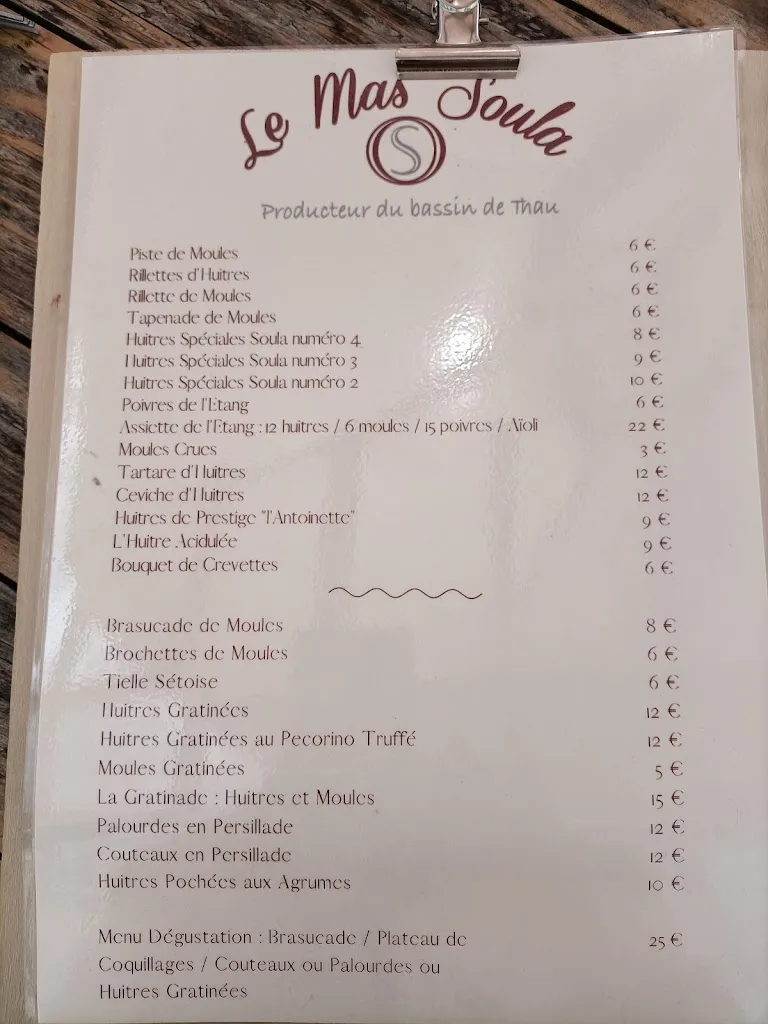 Le Mas Soula
S
Producteur du bassin de Thau
Piste de Moules 6 €
Rillettes d'Huitres 6 €
Rillette de Moules 6 €
Tapenade de Moules 6 €
Huitres Spéciales Soula numéro 4 8 €
Huitres Spéciales Soula numéro 3 9 €
Huitres Spéciales Soula numéro 2 10 €
Poivres de l'Etang 6 €
Assiette de l'Etang : 12 huitres / 6 moules / 15 poivres / Aïoli 22 €
Moules Crues 3 €
Tartare d'Huitres 12 €
Ceviche d'Huitres 12 €
Huitres de Prestige "l'Antoinette" 9 €
L'Huitre Acidulée 9 €
Bouquet de Crevettes 6 €
Brasucade de Moules 8 €
Brochettes de Moules 6 €
Tielle Sétoise 6 €
Huitres Gratinées 12 €
Huitres Gratinées au Pecorino Truffé 12 €
Moules Gratinées 5 €
La Gratinade : Huitres et Moules 15 €
Palourdes en Persillade 12 €
Couteaux en Persillade 12 €
Huitres Pochées aux Agrumes 10 €
Menu Dégustation : Brasucade / Plateau de 25 €
Coquillages / Couteaux ou Palourdes ou
Huitres Gratinées